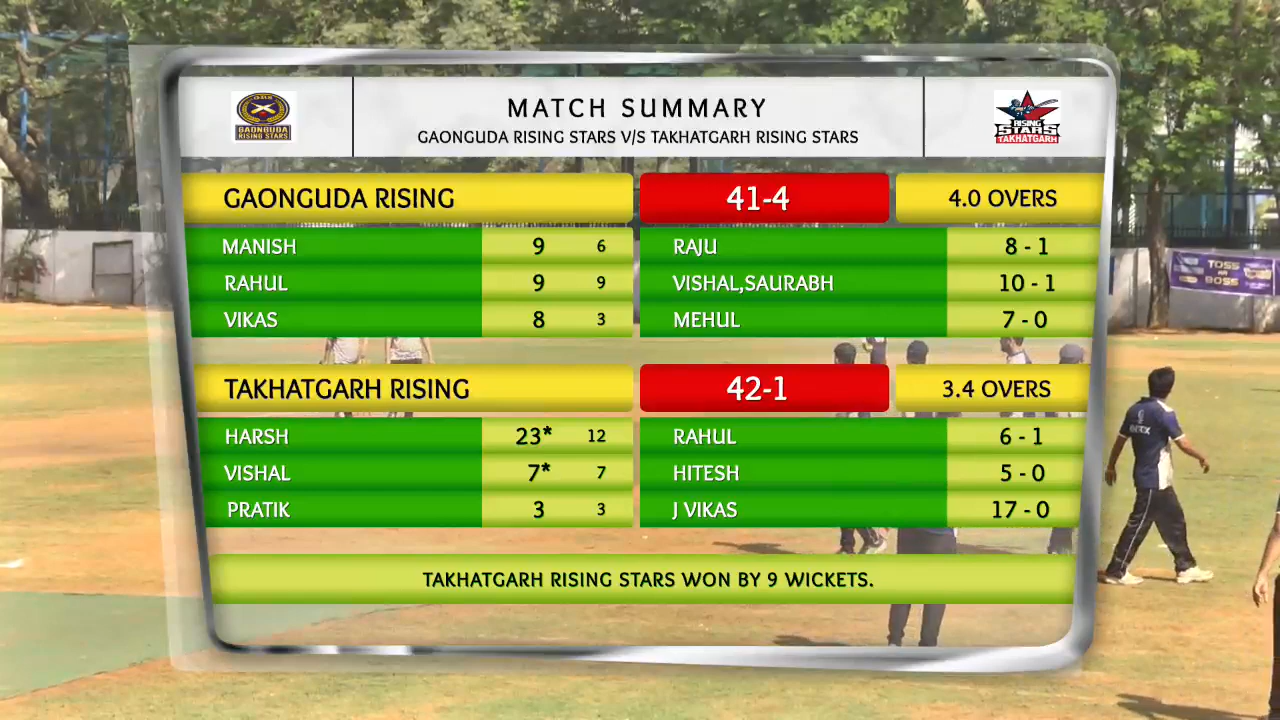 MATCH SUMMARY
GAONGUDA RISING STARS V/S TAKHATGARH RISING STARS
GAONGUDA
RISING STARS
RISING
STARS
TAKHATGARH
GAONGUDA RISING 41-4 4.0 OVERS
MANISH 9 6 RAJU 8 - 1
RAHUL 9 9 VISHAL,SAURABH 10 - 1
VIKAS 8 3 MEHUL 7 - 0
TAKHATGARH RISING 42-1 3.4 OVERS
HARSH 23* 12 RAHUL 6 - 1
VISHAL 7* 7 HITESH 5 - 0
PRATIK 3 3 J VIKAS 17 - 0
TAKHATGARH RISING STARS WON BY 9 WICKETS.
TOSS
BOSS